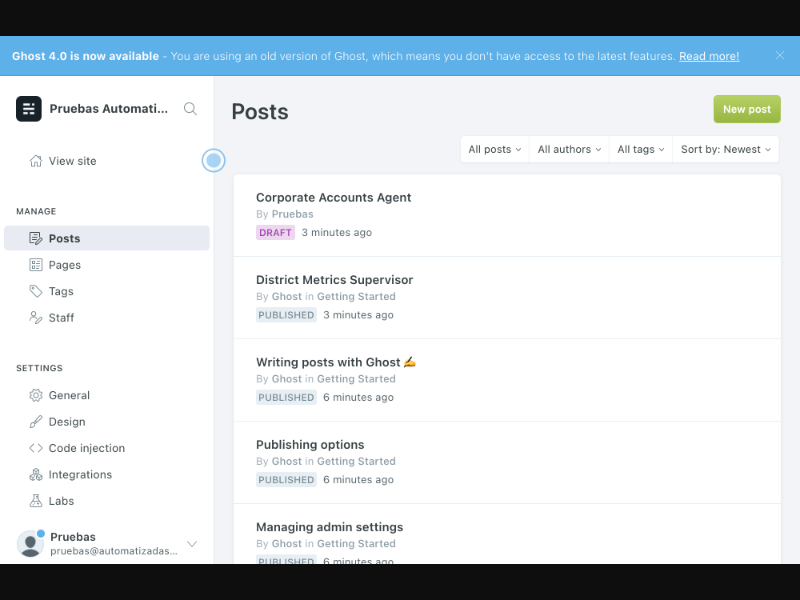 Ghost 4.0 is now available - You are using an old version of Ghost, which means you don't have access to the latest features. Read more!
Pruebas Automati...
View site
MANAGE
Posts
Pages
Tags
Staff
SETTINGS
General
Design
Code injection
Integrations
Labs
Pruebas
pruebas@automatizadas...
Posts
New post
All posts
All authors
All tags
Sort by: Newest
Corporate Accounts Agent
By Pruebas
DRAFT 3 minutes ago
District Metrics Supervisor
By Ghost in Getting Started
PUBLISHED 3 minutes ago
Writing posts with Ghost ✍️
By Ghost in Getting Started
PUBLISHED 6 minutes ago
Publishing options
By Ghost in Getting Started
PUBLISHED 6 minutes ago
Managing admin settings
By Ghost in Getting Started
PUBLISHED 6 minutes ago